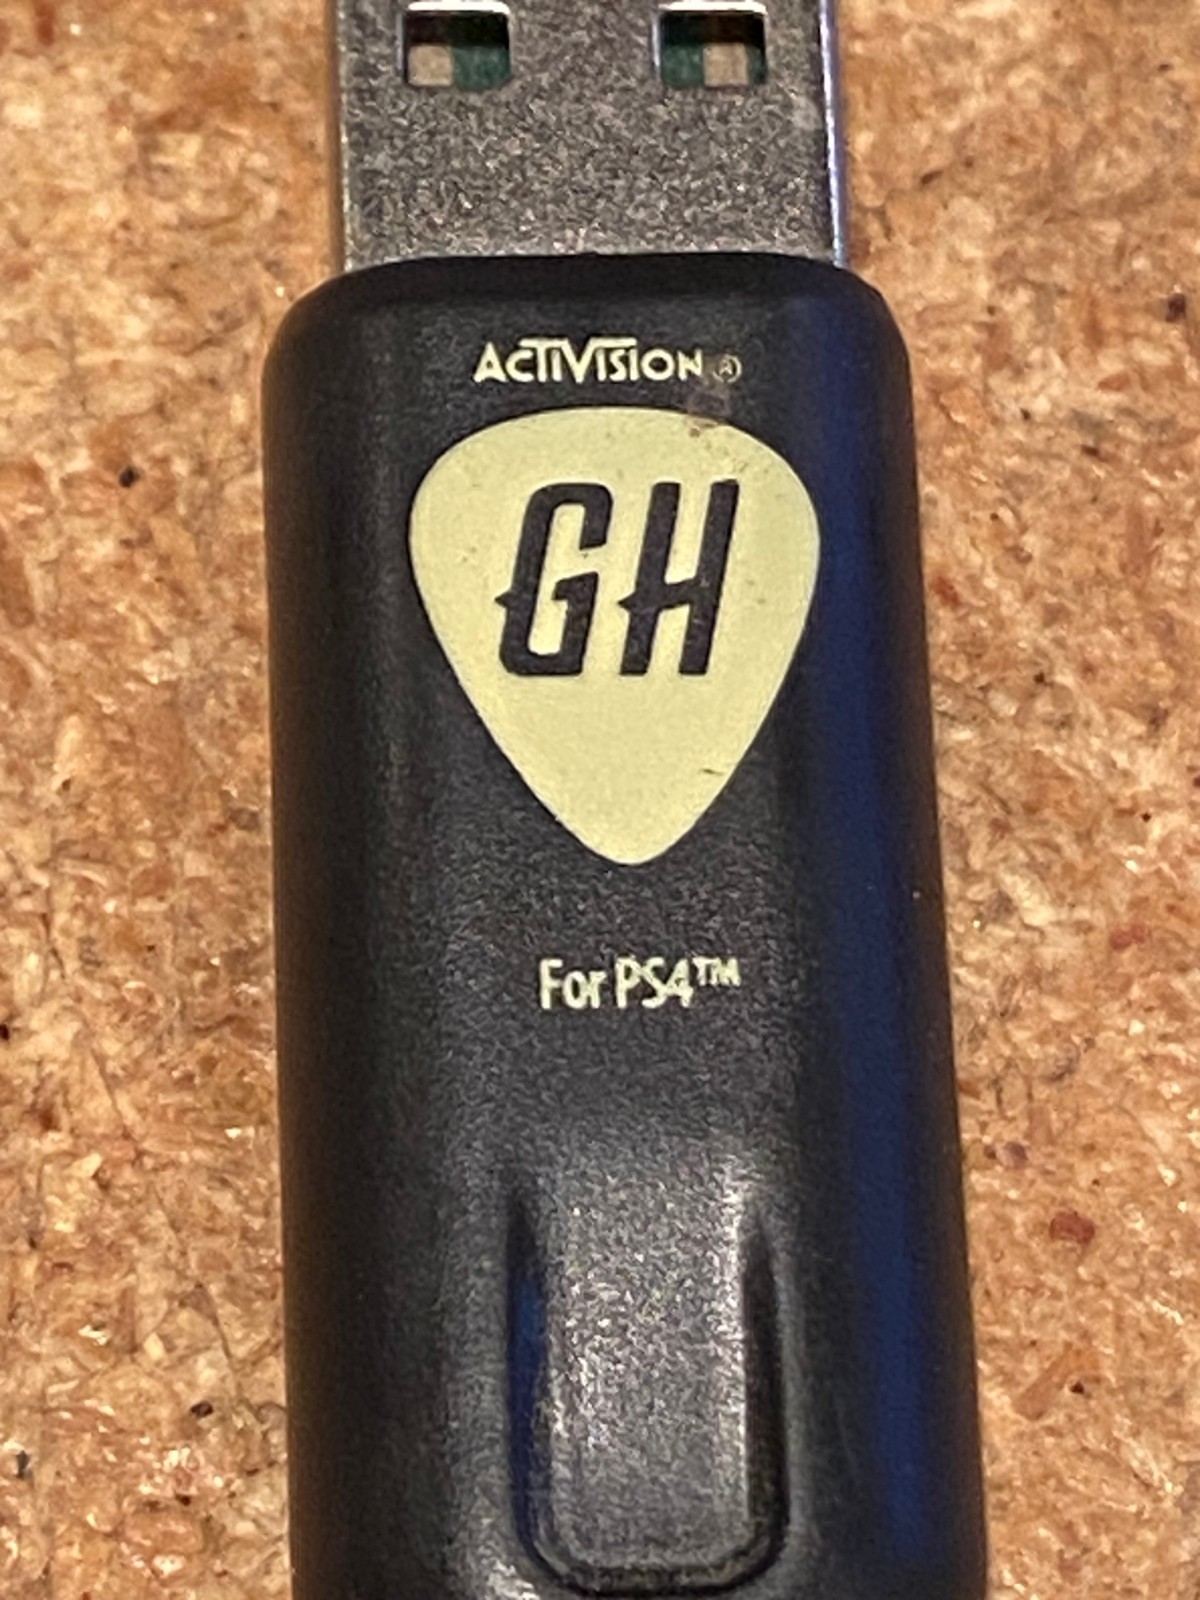 ACTIVISION®
GH
For PS4™